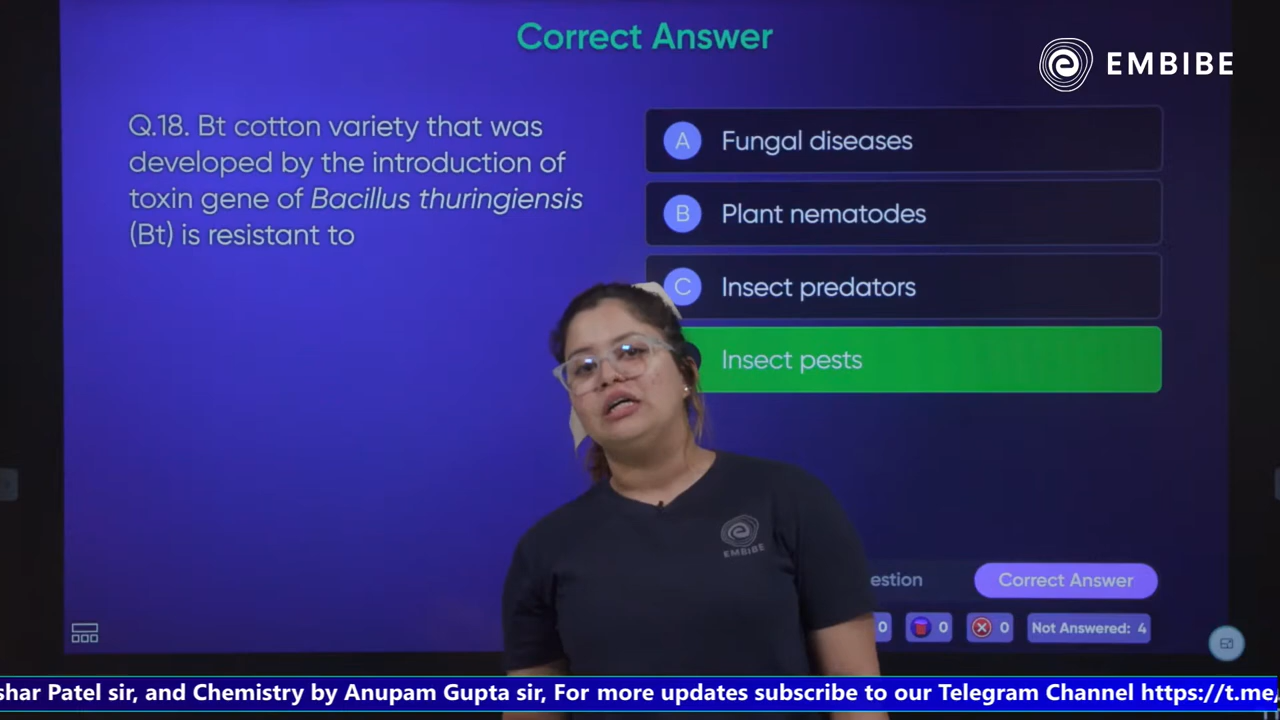 Correct Answer
EMBIBE
Q.18. Bt cotton variety that was
developed by the introduction of
toxin gene of Bacillus thuringiensis
(Bt) is resistant to
A Fungal diseases
B Plant nematodes
C Insect predators
Insect pests
EMBIBE
estion
Correct Answer
0
0
0
Not Answered: 4
shar Patel sir, and Chemistry by Anupam Gupta sir, For more updates subscribe to our Telegram Channel https://t.me/